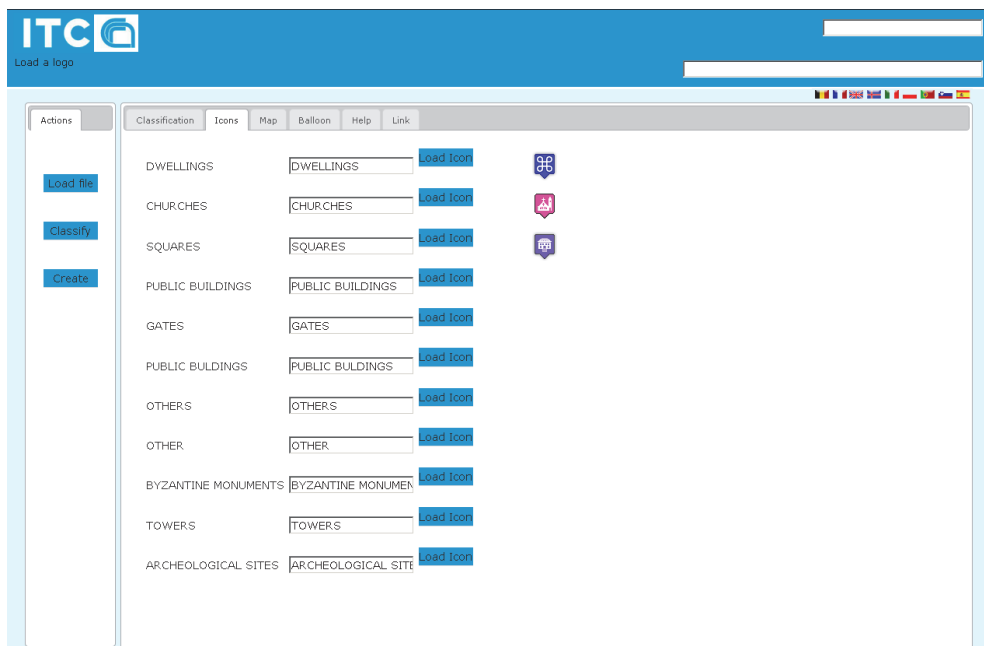 ITC
Load a logo
Actions
Classification Icons Map Balloon Help Link
Load file
Classify
Create
DWELLINGS DWELLINGS Load Icon
CHURCHES CHURCHES Load Icon
SQUARES SQUARES Load Icon
PUBLIC BUILDINGS PUBLIC BUILDINGS Load Icon
GATES GATES Load Icon
PUBLIC BULDINGS PUBLIC BULDINGS Load Icon
OTHERS OTHERS Load Icon
OTHER OTHER Load Icon
BYZANTINE MONUMENTS BYZANTINE MONUMEN Load Icon
TOWERS TOWERS Load Icon
ARCHEOLOGICAL SITES ARCHEOLOGICAL SITE Load Icon